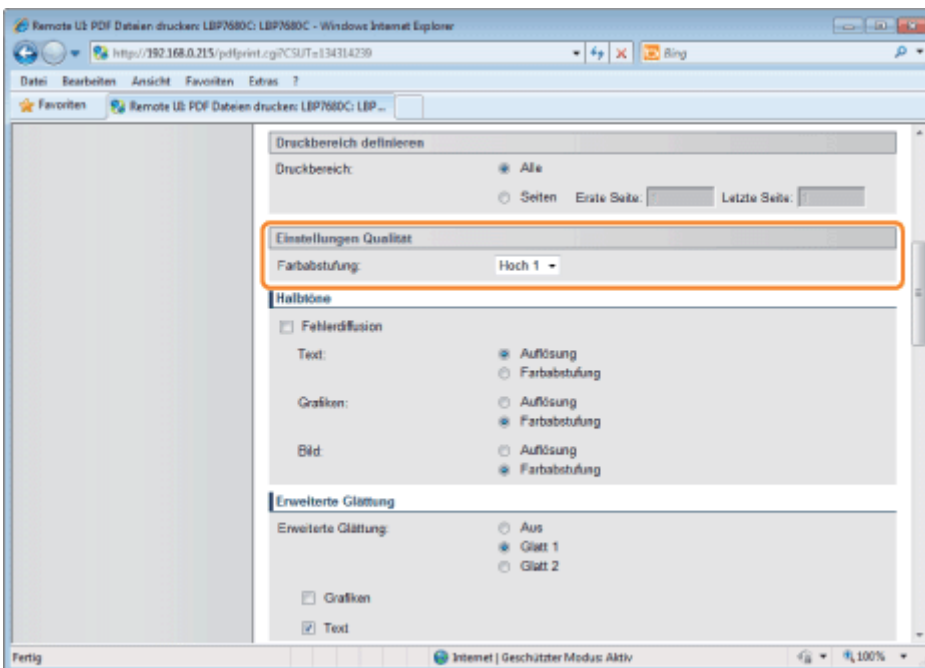 Remote UI: PDF Dateien drucken: LBP7680C: LBP7680C - Windows Internet Explorer
http://192.168.0.215/pdfprint.cgi?CSUT=134314239
Bing
Datei Bearbeiten Ansicht Favoriten Extras ?
Favoriten Remote UI: PDF Dateien drucken: LBP7680C: LBP ...
Druckbereich definieren
Druckbereich: Alle
Seiten Erste Seite: 1 Letzte Seite: 1
Einstellungen Qualität
Farbabstufung: Hoch 1
Halbtöne
Fehlerdiffusion
Text: Auflösung
Farbabstufung
Grafiken: Auflösung
Farbabstufung
Bild: Auflösung
Farbabstufung
Erweiterte Glättung
Erweiterte Glättung: Aus
Glatt 1
Glatt 2
Grafiken
Text
Fertig Internet | Geschützter Modus: Aktiv 100%